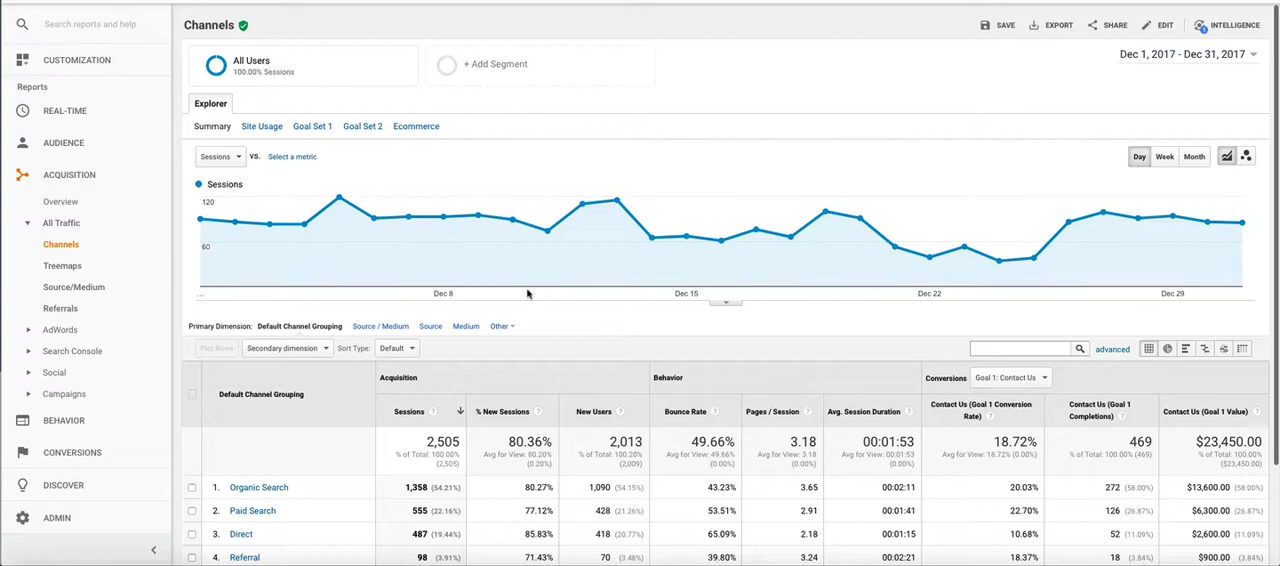 Search reports and help
CUSTOMIZATION
Reports
REAL-TIME
AUDIENCE
ACQUISITION
Overview
All Traffic
Channels
Treemaps
Source/Medium
Referrals
AdWords
Search Console
Social
Campaigns
BEHAVIOR
CONVERSIONS
DISCOVER
ADMIN
Channels
SAVE EXPORT SHARE EDIT INTELLIGENCE
1
All Users
100.00% Sessions
+ Add Segment
Dec 1, 2017 - Dec 31, 2017
Explorer
Summary Site Usage Goal Set 1 Goal Set 2 Ecommerce
Sessions VS. Select a metric
Day Week Month
Sessions
120
60
... Dec 8 Dec 15 Dec 22 Dec 29
Primary Dimension: Default Channel Grouping Source / Medium Source Medium Other
Plot Rows Secondary dimension Sort Type: Default advanced
Default Channel Grouping
Acquisition Behavior Conversions Goal 1: Contact Us
Sessions ? % New Sessions ? New Users ? Bounce Rate ? Pages / Session ? Avg. Session Duration ? Contact Us (Goal 1 Conversion Rate) ? Contact Us (Goal 1 Completions) ? Contact Us (Goal 1 Value) ?
2,505 80.36% 2,013 49.66% 3.18 00:01:53 18.72% 469 $23,450.00
% of Total: 100.00% (2,505) Avg for View: 80.20% (0.20%) % of Total: 100.20% (2,009) Avg for View: 49.66% (0.00%) Avg for View: 3.18 (0.00%) Avg for View: 00:01:53 (0.00%) Avg for View: 18.72% (0.00%) % of Total: 100.00% (469) % of Total: 100.00% ($23,450.00)
1. Organic Search 1,358 (54.21%) 80.27% 1,090 (54.15%) 43.23% 3.65 00:02:11 20.03% 272 (58.00%) $13,600.00 (58.00%)
2. Paid Search 555 (22.16%) 77.12% 428 (21.26%) 53.51% 2.91 00:01:41 22.70% 126 (26.87%) $6,300.00 (26.87%)
3. Direct 487 (19.44%) 85.83% 418 (20.77%) 65.09% 2.18 00:01:15 10.68% 52 (11.09%) $2,600.00 (11.09%)
4. Referral 98 (3.91%) 71.43% 70 (3.48%) 39.80% 3.24 00:02:21 18.37% 18 (3.84%) $900.00 (3.84%)